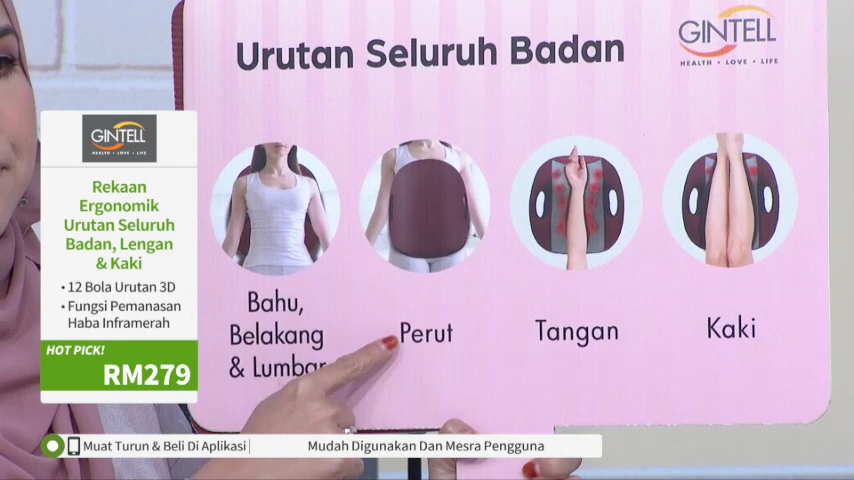 Urutan Seluruh Badan
GINTELL
HEALTH • LOVE • LIFE
GINTELL
HEALTH • LOVE • LIFE
Rekaan
Ergonomik
Urutan Seluruh
Badan, Lengan
& Kaki
• 12 Bola Urutan 3D
• Fungsi Pemanasan
Haba Inframerah
HOT PICK!
RM279
Bahu,
Belakang
& Lumbar
Perut
Tangan
Kaki
Muat Turun & Beli Di Aplikasi
Mudah Digunakan Dan Mesra Pengguna